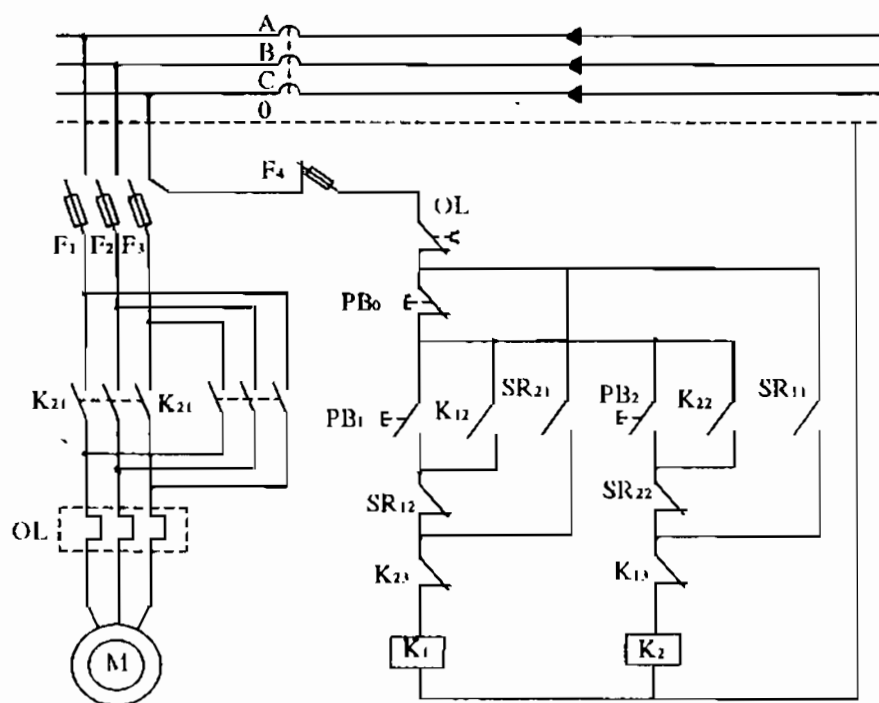 A
B
C
0
F4
OL
F1 F2 F3
PB0
K21 K21
PB1 K12 SR21 PB2 K22 SR11
SR12 SR22
OL
K23 K13
K1 K2
M